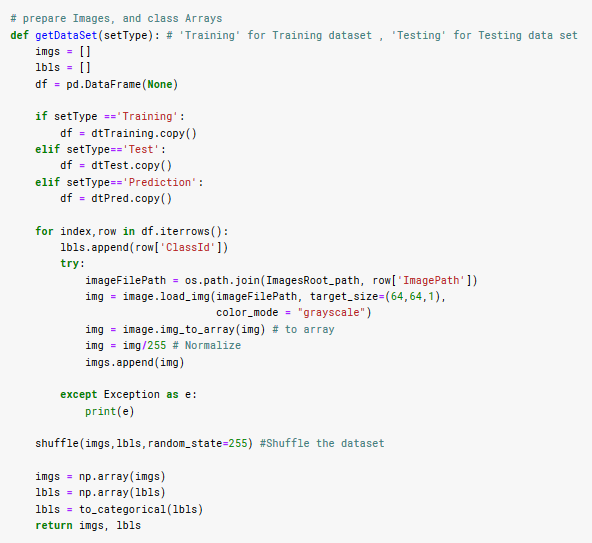 # prepare Images, and class Arrays
def getDataSet(setType): # 'Training' for Training dataset , 'Testing' for Testing data set
    imgs = []
    lbls = []
    df = pd.DataFrame(None)

    if setType =='Training':
        df = dtTraining.copy()
    elif setType=='Test':
        df = dtTest.copy()
    elif setType=='Prediction':
        df = dtPred.copy()

    for index,row in df.iterrows():
        lbls.append(row['ClassId'])
        try:
            imageFilePath = os.path.join(ImagesRoot_path, row['ImagePath'])
            img = image.load_img(imageFilePath, target_size=(64,64,1),
                                 color_mode = "grayscale")
            img = image.img_to_array(img) # to array
            img = img/255 # Normalize
            imgs.append(img)

        except Exception as e:
            print(e)

    shuffle(imgs,lbls,random_state=255) #Shuffle the dataset

    imgs = np.array(imgs)
    lbls = np.array(lbls)
    lbls = to_categorical(lbls)
    return imgs, lbls